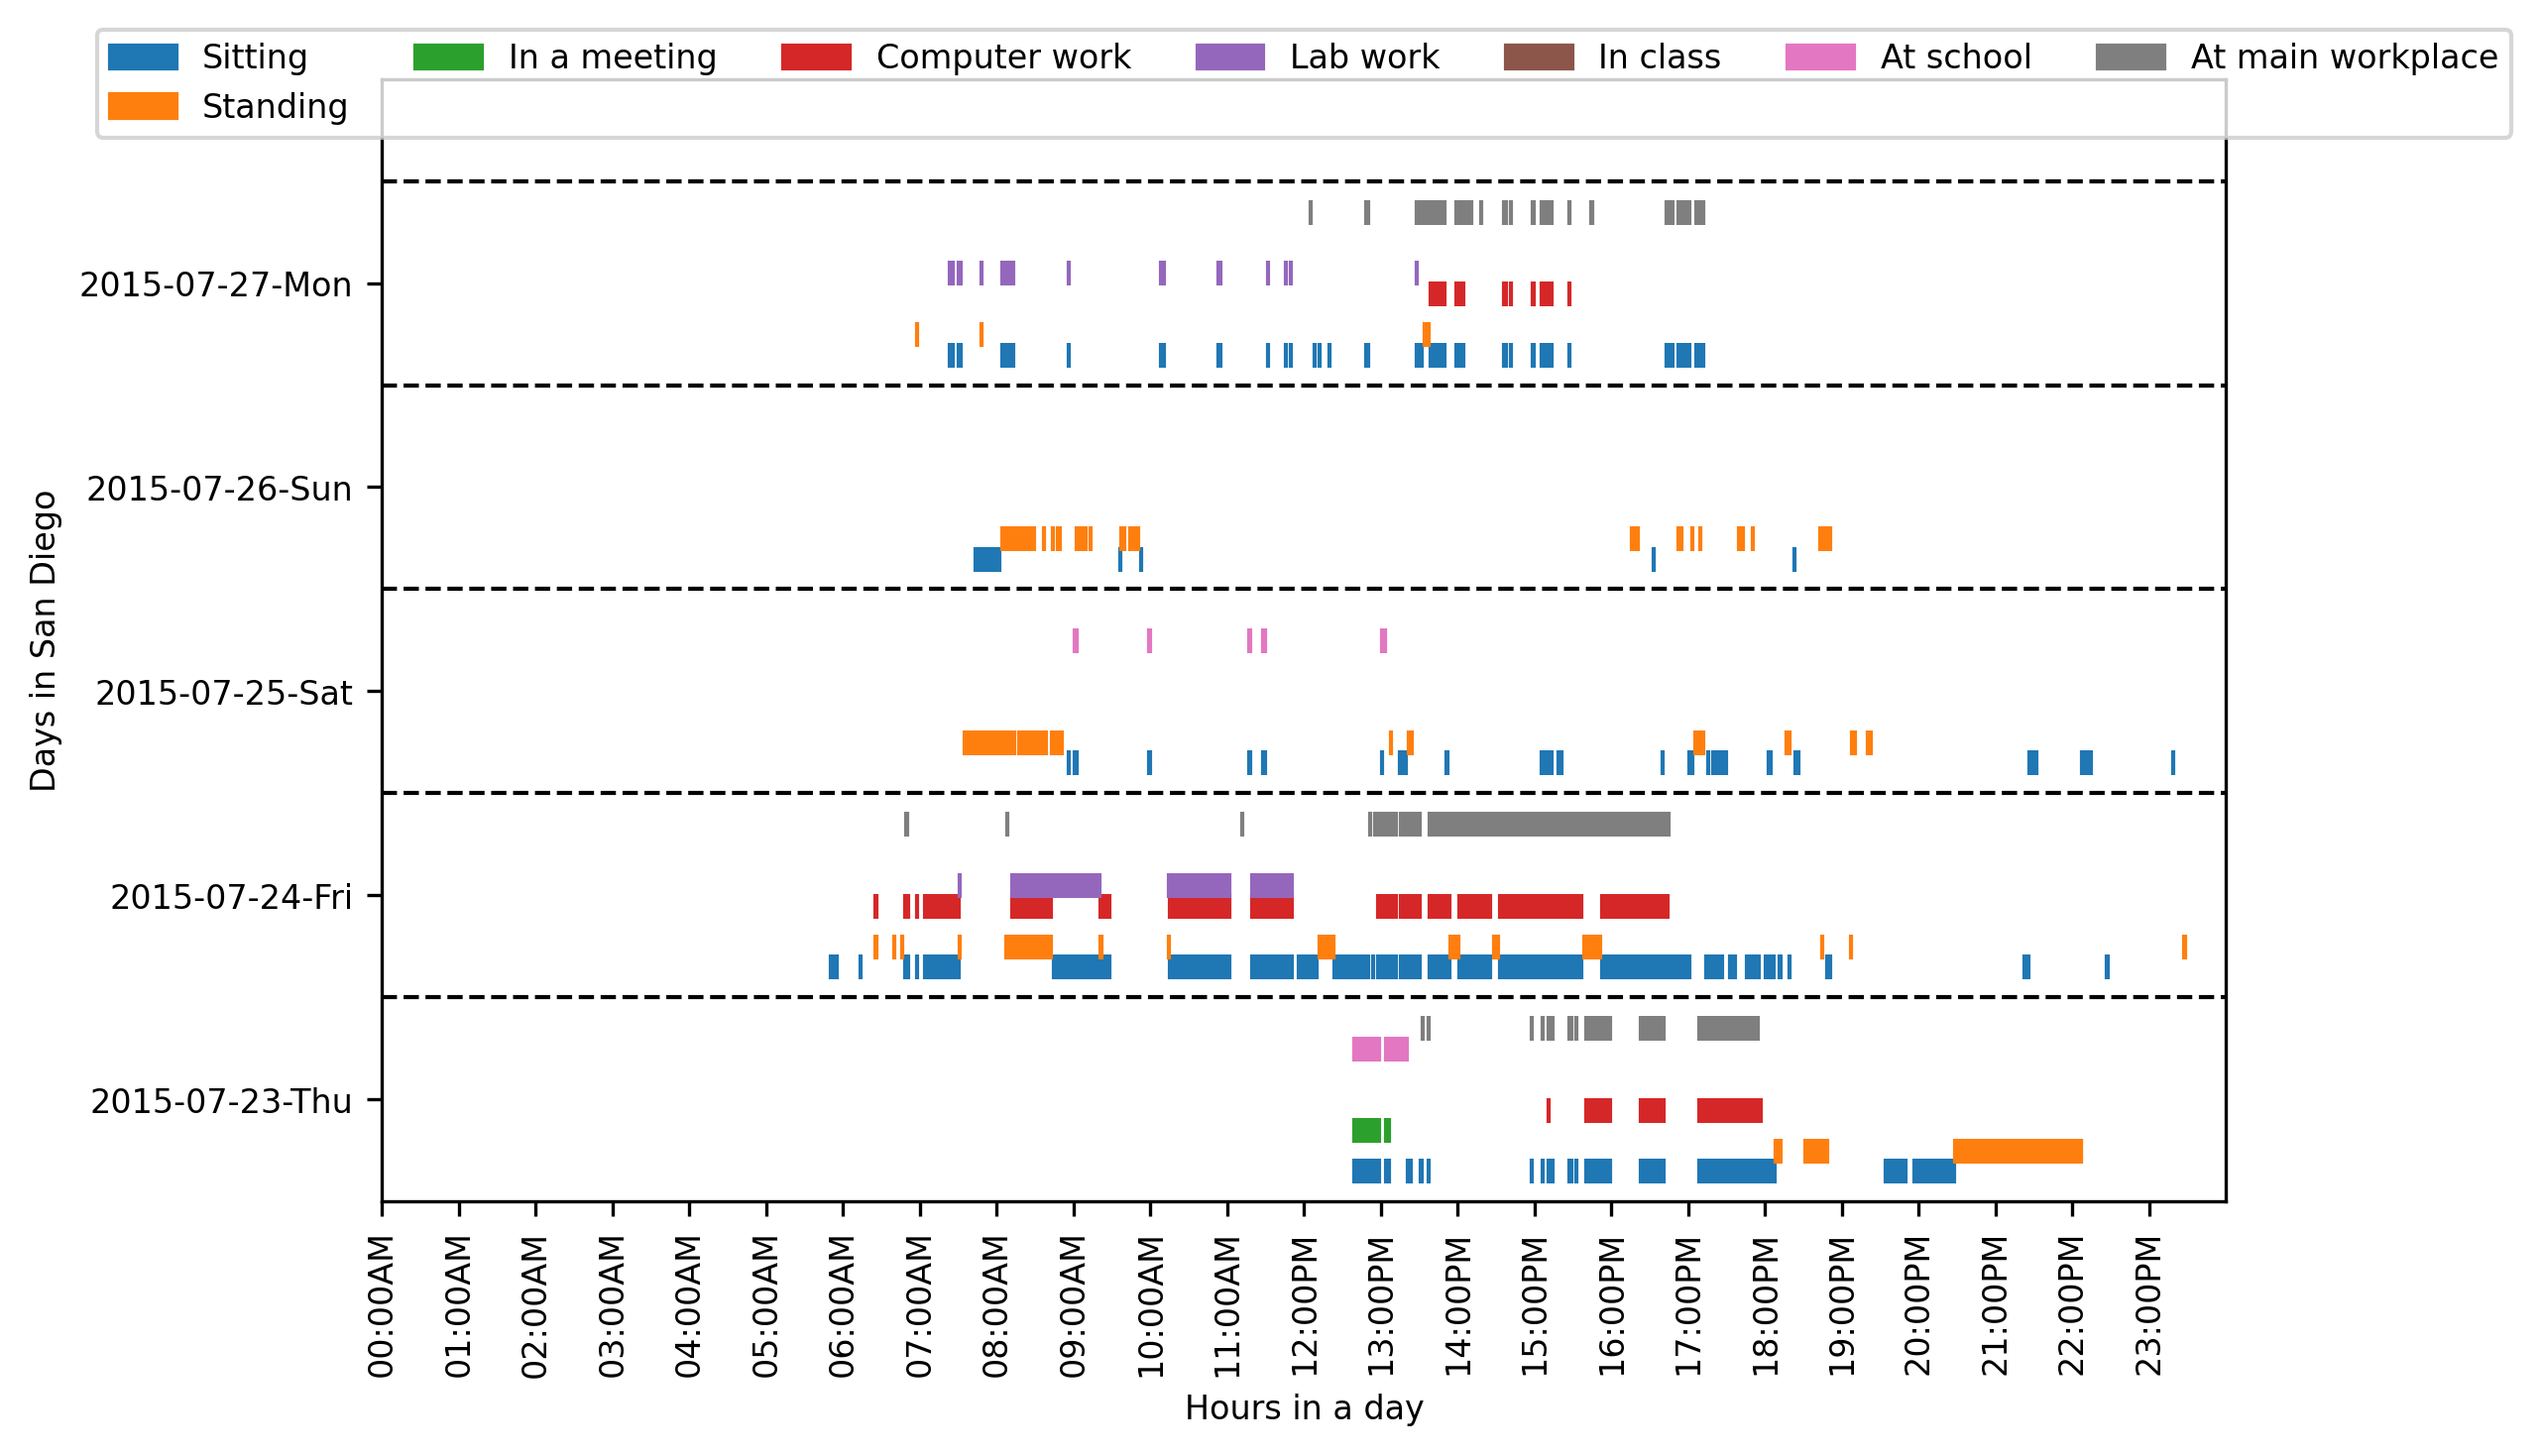 Sitting In a meeting Computer work Lab work In class At school At main workplace
Standing
2015-07-27-Mon
2015-07-26-Sun
2015-07-25-Sat
2015-07-24-Fri
2015-07-23-Thu
Days in San Diego
00:00AM
01:00AM
02:00AM
03:00AM
04:00AM
05:00AM
06:00AM
07:00AM
08:00AM
09:00AM
10:00AM
11:00AM
12:00PM
13:00PM
14:00PM
15:00PM
16:00PM
17:00PM
18:00PM
19:00PM
20:00PM
21:00PM
22:00PM
23:00PM
Hours in a day